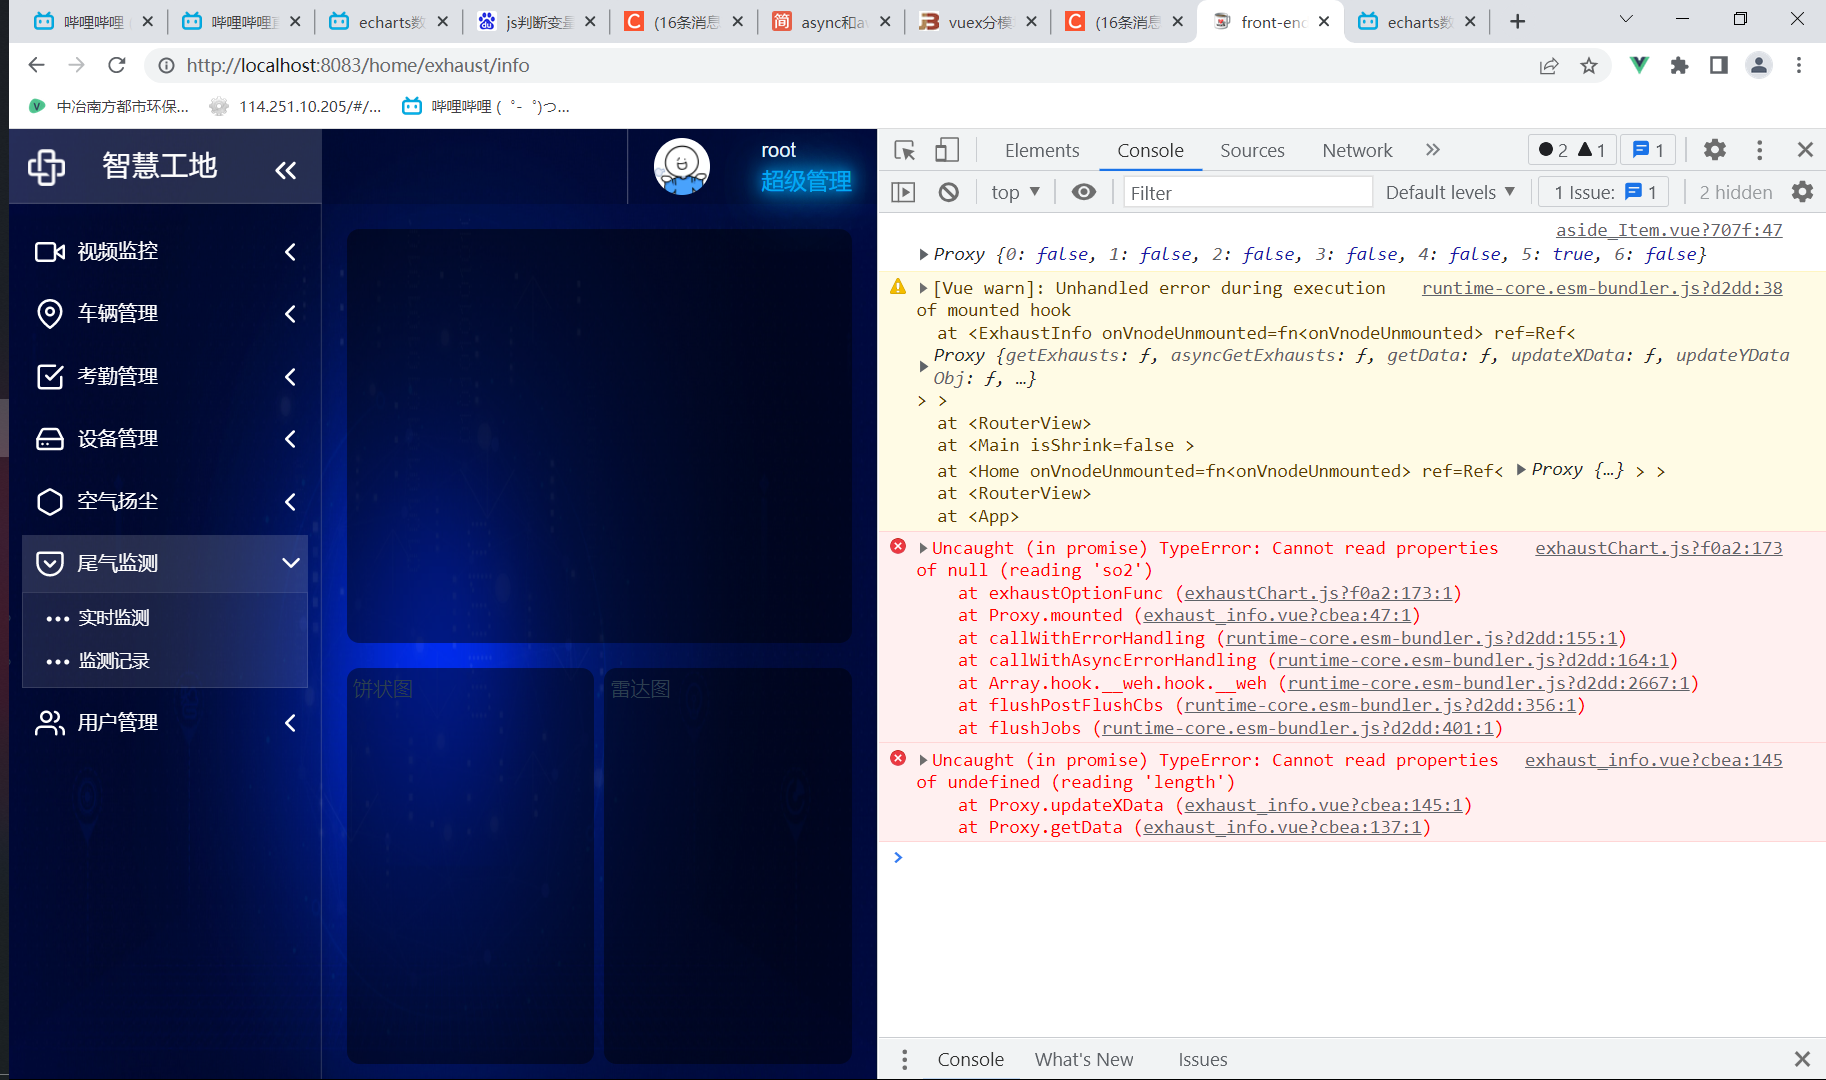 哔哩哔哩 (
哔哩哔哩直
echarts数
js判断变量
(16条消息
async和aw
vuex分模
(16条消息
front-enc
echarts数
http://localhost:8083/home/exhaust/info
中冶南方都市环保...
114.251.10.205/#/...
哔哩哔哩 ( ゜- ゜)つ...
智慧工地
root
超级管理
视频监控
车辆管理
考勤管理
设备管理
空气扬尘
尾气监测
实时监测
监测记录
用户管理
饼状图
雷达图
Elements
Console
Sources
Network
2
1
1
top
Filter
Default levels
1 Issue:
1
2 hidden
aside_Item.vue?707f:47
Proxy {0: false, 1: false, 2: false, 3: false, 4: false, 5: true, 6: false}
[Vue warn]: Unhandled error during execution
runtime-core.esm-bundler.js?d2dd:38
of mounted hook
at <ExhaustInfo onVnodeUnmounted=fn<onVnodeUnmounted> ref=Ref<
Proxy {getExhausts: ƒ, asyncGetExhausts: ƒ, getData: ƒ, updateXData: ƒ, updateYData
Obj: ƒ, …}
> >
at <RouterView>
at <Main isShrink=false >
at <Home onVnodeUnmounted=fn<onVnodeUnmounted> ref=Ref< Proxy {…} > >
at <RouterView>
at <App>
Uncaught (in promise) TypeError: Cannot read properties
exhaustChart.js?f0a2:173
of null (reading 'so2')
at exhaustOptionFunc (exhaustChart.js?f0a2:173:1)
at Proxy.mounted (exhaust_info.vue?cbea:47:1)
at callWithErrorHandling (runtime-core.esm-bundler.js?d2dd:155:1)
at callWithAsyncErrorHandling (runtime-core.esm-bundler.js?d2dd:164:1)
at Array.hook.__weh.hook.__weh (runtime-core.esm-bundler.js?d2dd:2667:1)
at flushPostFlushCbs (runtime-core.esm-bundler.js?d2dd:356:1)
at flushJobs (runtime-core.esm-bundler.js?d2dd:401:1)
Uncaught (in promise) TypeError: Cannot read properties
exhaust_info.vue?cbea:145
of undefined (reading 'length')
at Proxy.updateXData (exhaust_info.vue?cbea:145:1)
at Proxy.getData (exhaust_info.vue?cbea:137:1)
Console
What's New
Issues